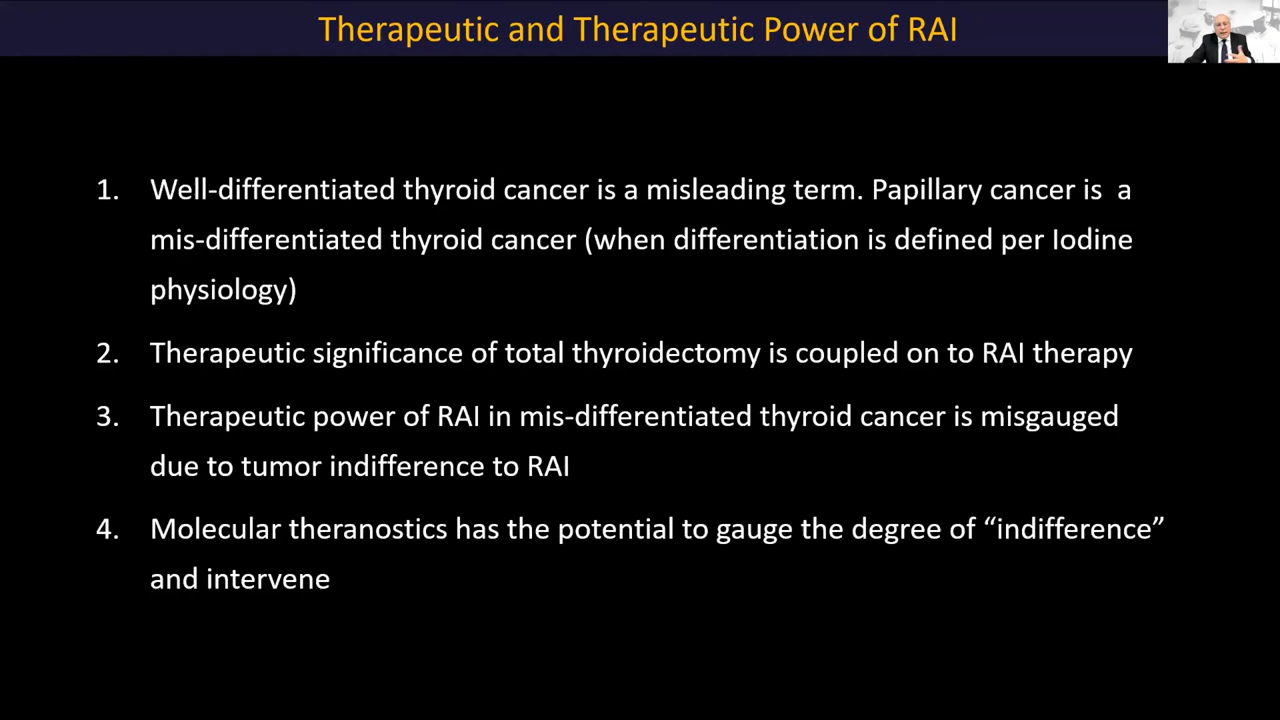 Therapeutic and Therapeutic Power of RAI
1. Well-differentiated thyroid cancer is a misleading term. Papillary cancer is a
mis-differentiated thyroid cancer (when differentiation is defined per Iodine
physiology)
2. Therapeutic significance of total thyroidectomy is coupled on to RAI therapy
3. Therapeutic power of RAI in mis-differentiated thyroid cancer is misgauged
due to tumor indifference to RAI
4. Molecular theranostics has the potential to gauge the degree of “indifference”
and intervene